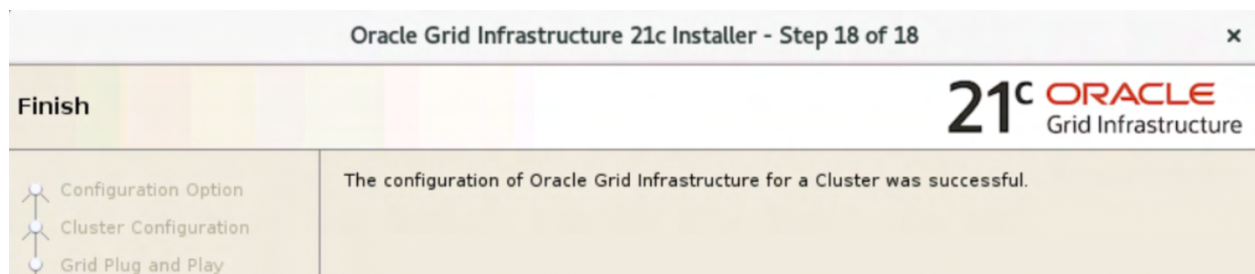 Oracle Grid Infrastructure 21c Installer - Step 18 of 18
Finish
21c ORACLE
Grid Infrastructure
Configuration Option
The configuration of Oracle Grid Infrastructure for a Cluster was successful.
Cluster Configuration
Grid Plug and Play